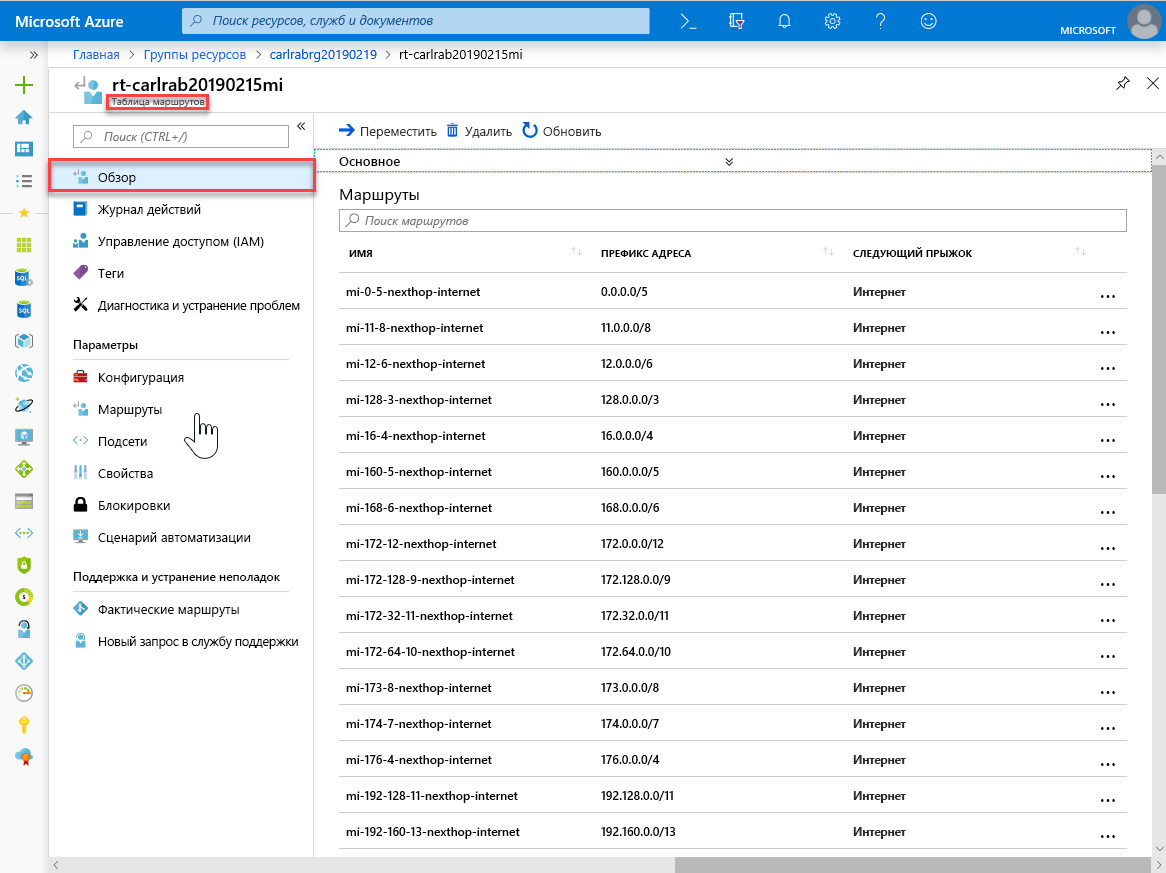 Microsoft Azure
Поиск ресурсов, служб и документов
MICROSOFT
Главная > Группы ресурсов > carlrabrg20190219 > rt-carlrab20190215mi
rt-carlrab20190215mi
Таблица маршрутов
Поиск (CTRL+/)
Обзор
Журнал действий
Управление доступом (IAM)
Теги
Диагностика и устранение проблем
Параметры
Конфигурация
Маршруты
Подсети
Свойства
Блокировки
Сценарий автоматизации
Поддержка и устранение неполадок
Фактические маршруты
Новый запрос в службу поддержки
Переместить Удалить Обновить
Основное
Маршруты
Поиск маршрутов
ИМЯ ПРЕФИКС АДРЕСА СЛЕДУЮЩИЙ ПРЫЖОК
mi-0-5-nexthop-internet 0.0.0.0/5 Интернет ...
mi-11-8-nexthop-internet 11.0.0.0/8 Интернет ...
mi-12-6-nexthop-internet 12.0.0.0/6 Интернет ...
mi-128-3-nexthop-internet 128.0.0.0/3 Интернет ...
mi-16-4-nexthop-internet 16.0.0.0/4 Интернет ...
mi-160-5-nexthop-internet 160.0.0.0/5 Интернет ...
mi-168-6-nexthop-internet 168.0.0.0/6 Интернет ...
mi-172-12-nexthop-internet 172.0.0.0/12 Интернет ...
mi-172-128-9-nexthop-internet 172.128.0.0/9 Интернет ...
mi-172-32-11-nexthop-internet 172.32.0.0/11 Интернет ...
mi-172-64-10-nexthop-internet 172.64.0.0/10 Интернет ...
mi-173-8-nexthop-internet 173.0.0.0/8 Интернет ...
mi-174-7-nexthop-internet 174.0.0.0/7 Интернет ...
mi-176-4-nexthop-internet 176.0.0.0/4 Интернет ...
mi-192-128-11-nexthop-internet 192.128.0.0/11 Интернет ...
mi-192-160-13-nexthop-internet 192.160.0.0/13 Интернет ...